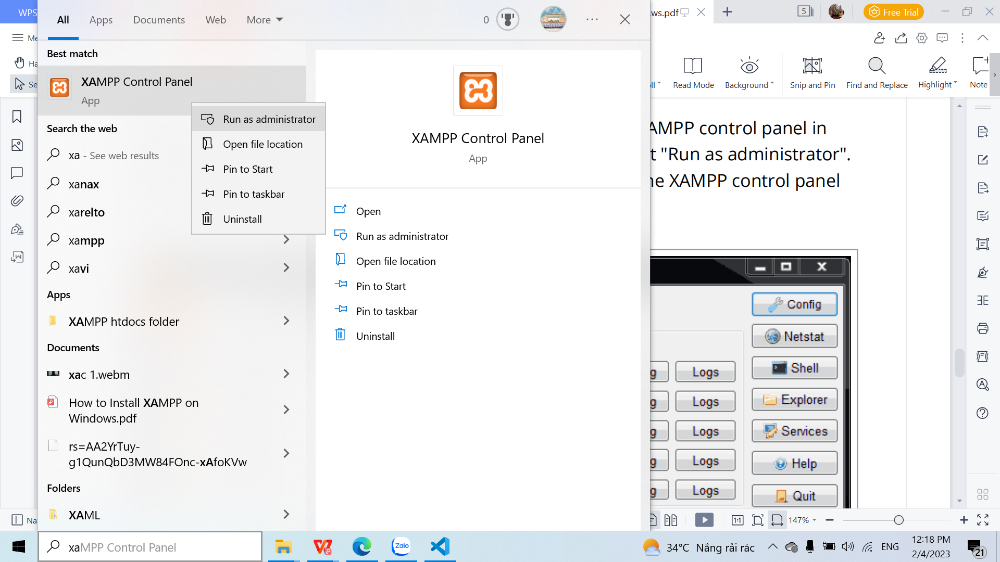 WPS
All
Apps
Documents
Web
More
0
.ws.pdf
5
Free Trial
Me
Ha
Se
Read Mode
Background
Snip and Pin
Find and Replace
Highlight
Note
Best match
XAMPP Control Panel
App
Run as administrator
Open file location
Pin to Start
Pin to taskbar
Uninstall
Search the web
xa - See web results
xanax
xarelto
xampp
xavi
Apps
XAMPP htdocs folder
Documents
xac 1.webm
How to Install XAMPP on
Windows.pdf
rs=AA2YrTuy-
g1QunQbD3MW84FOnc-xAfoKVw
Folders
XAML
XAMPP Control Panel
App
Open
Run as administrator
Open file location
Pin to Start
Pin to taskbar
Uninstall
AMPP control panel in
t "Run as administrator".
ne XAMPP control panel
Config
Netstat
Shell
Explorer
Services
Help
Quit
g Logs
g Logs
g Logs
g Logs
g Logs
Na
1:1
147%
xaMPP Control Panel
Zalo
34°C Nắng rải rác
ENG
12:18 PM
2/4/2023
21